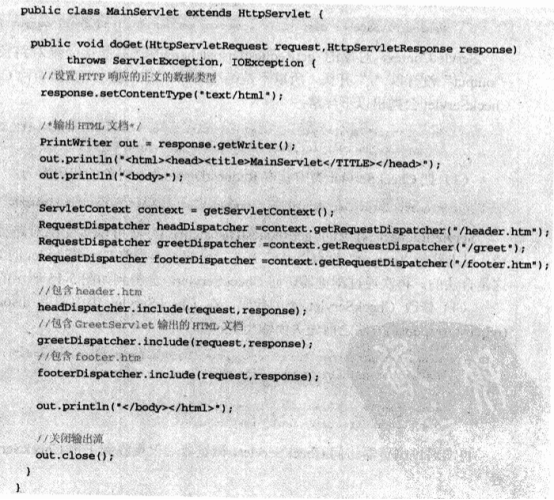 public class MainServlet extends HttpServlet {
public void doGet(HttpServletRequest request,HttpServletResponse response)
throws ServletException, IOException {
//设置 HTTP 响应的正文的数据类型
response.setContentType("text/html");
/*输出 HTML 文档*/
PrintWriter out = response.getWriter();
out.println("<html><head><title>MainServlet</TITLE></head>");
out.println("<body>");
ServletContext context = getServletContext();
RequestDispatcher headDispatcher =context.getRequestDispatcher("/header.htm");
RequestDispatcher greetDispatcher =context.getRequestDispatcher("/greet");
RequestDispatcher footerDispatcher =context.getRequestDispatcher("/footer.htm");
//包含 header.htm
headDispatcher.include(request,response);
//包含 GreetServlet 输出的 HTML 文档
greetDispatcher.include(request,response);
//包含 footer.htm
footerDispatcher.include(request,response);
out.println("</body></html>");
//关闭输出流
out.close();
}
}